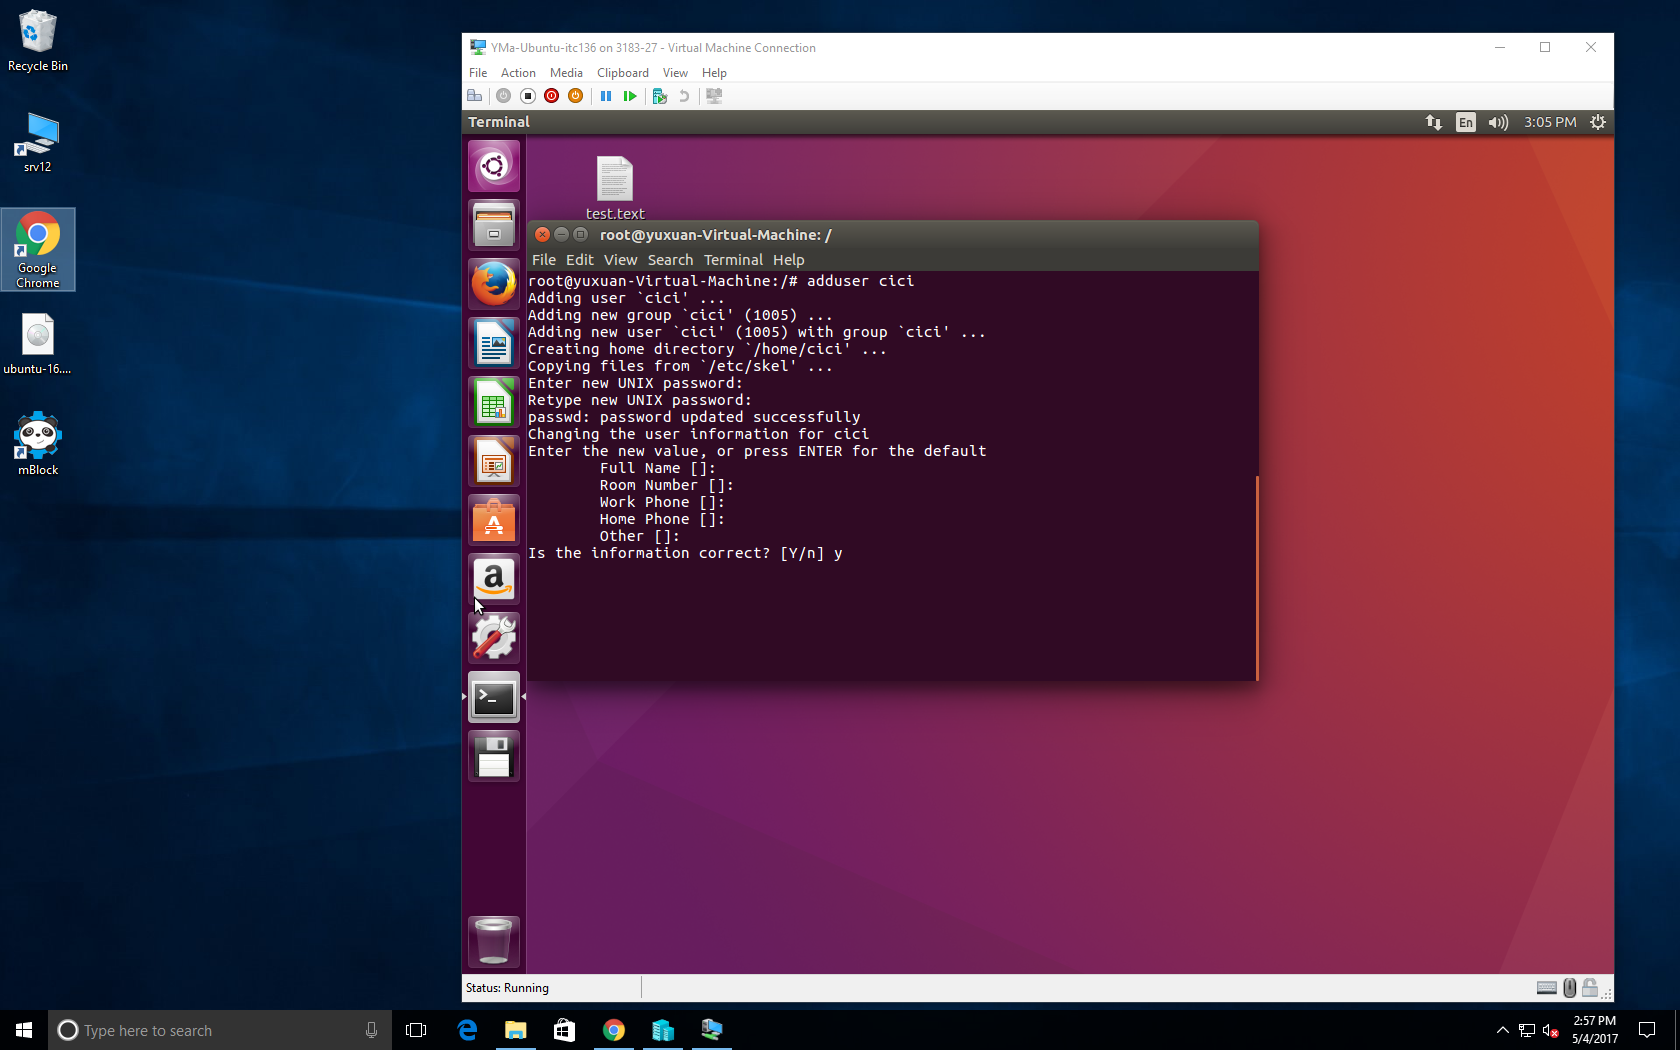 Recycle Bin
srv12
Google
Chrome
ubuntu-16....
mBlock
YMa-Ubuntu-itc136 on 3183-27 - Virtual Machine Connection
File Action Media Clipboard View Help
Terminal
En
3:05 PM
test.text
root@yuxuan-Virtual-Machine: /
File Edit View Search Terminal Help
root@yuxuan-Virtual-Machine:/# adduser cici
Adding user `cici' ...
Adding new group `cici' (1005) ...
Adding new user `cici' (1005) with group `cici' ...
Creating home directory `/home/cici' ...
Copying files from `/etc/skel' ...
Enter new UNIX password:
Retype new UNIX password:
passwd: password updated successfully
Changing the user information for cici
Enter the new value, or press ENTER for the default
Full Name []:
Room Number []:
Work Phone []:
Home Phone []:
Other []:
Is the information correct? [Y/n] y
Status: Running
Type here to search
2:57 PM
5/4/2017